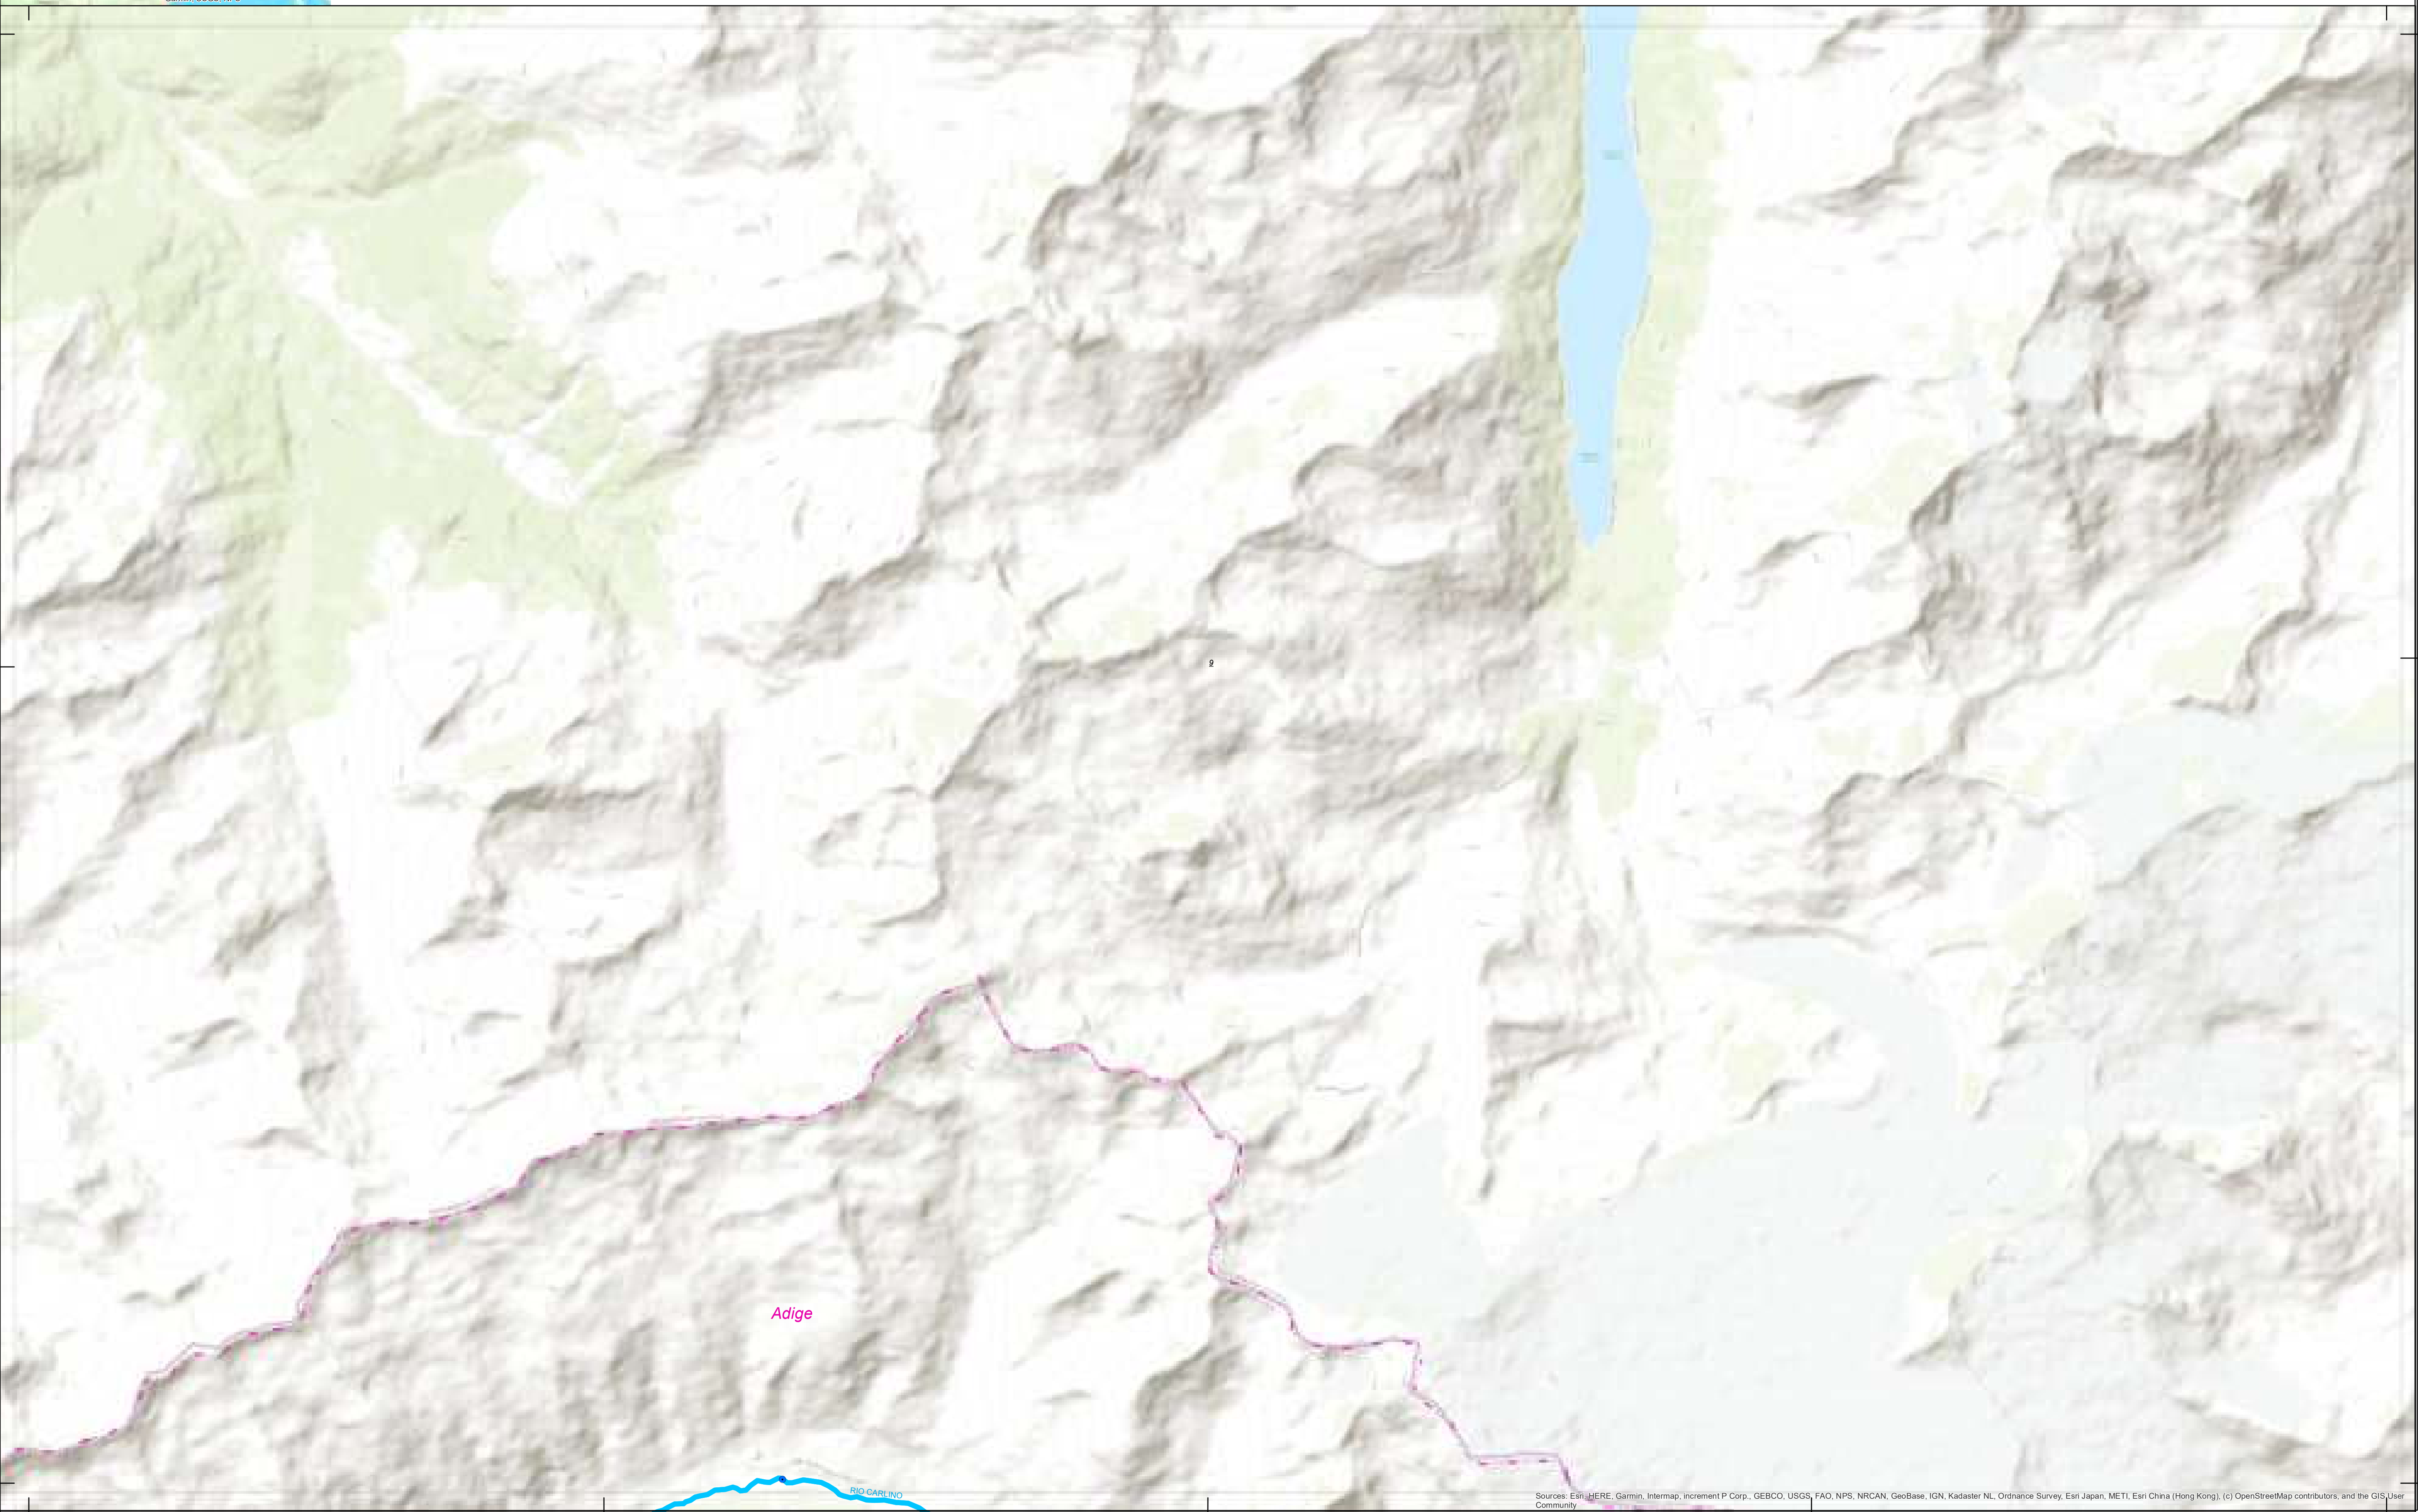 9
Adige
RIO CARLINO
Sources: Esri, HERE, Garmin, Intermap, increment P Corp., GEBCO, USGS, FAO, NPS, NRCAN, GeoBase, IGN, Kadaster NL, Ordnance Survey, Esri Japan, METI, Esri China (Hong Kong), (c) OpenStreetMap contributors, and the GIS User
Community